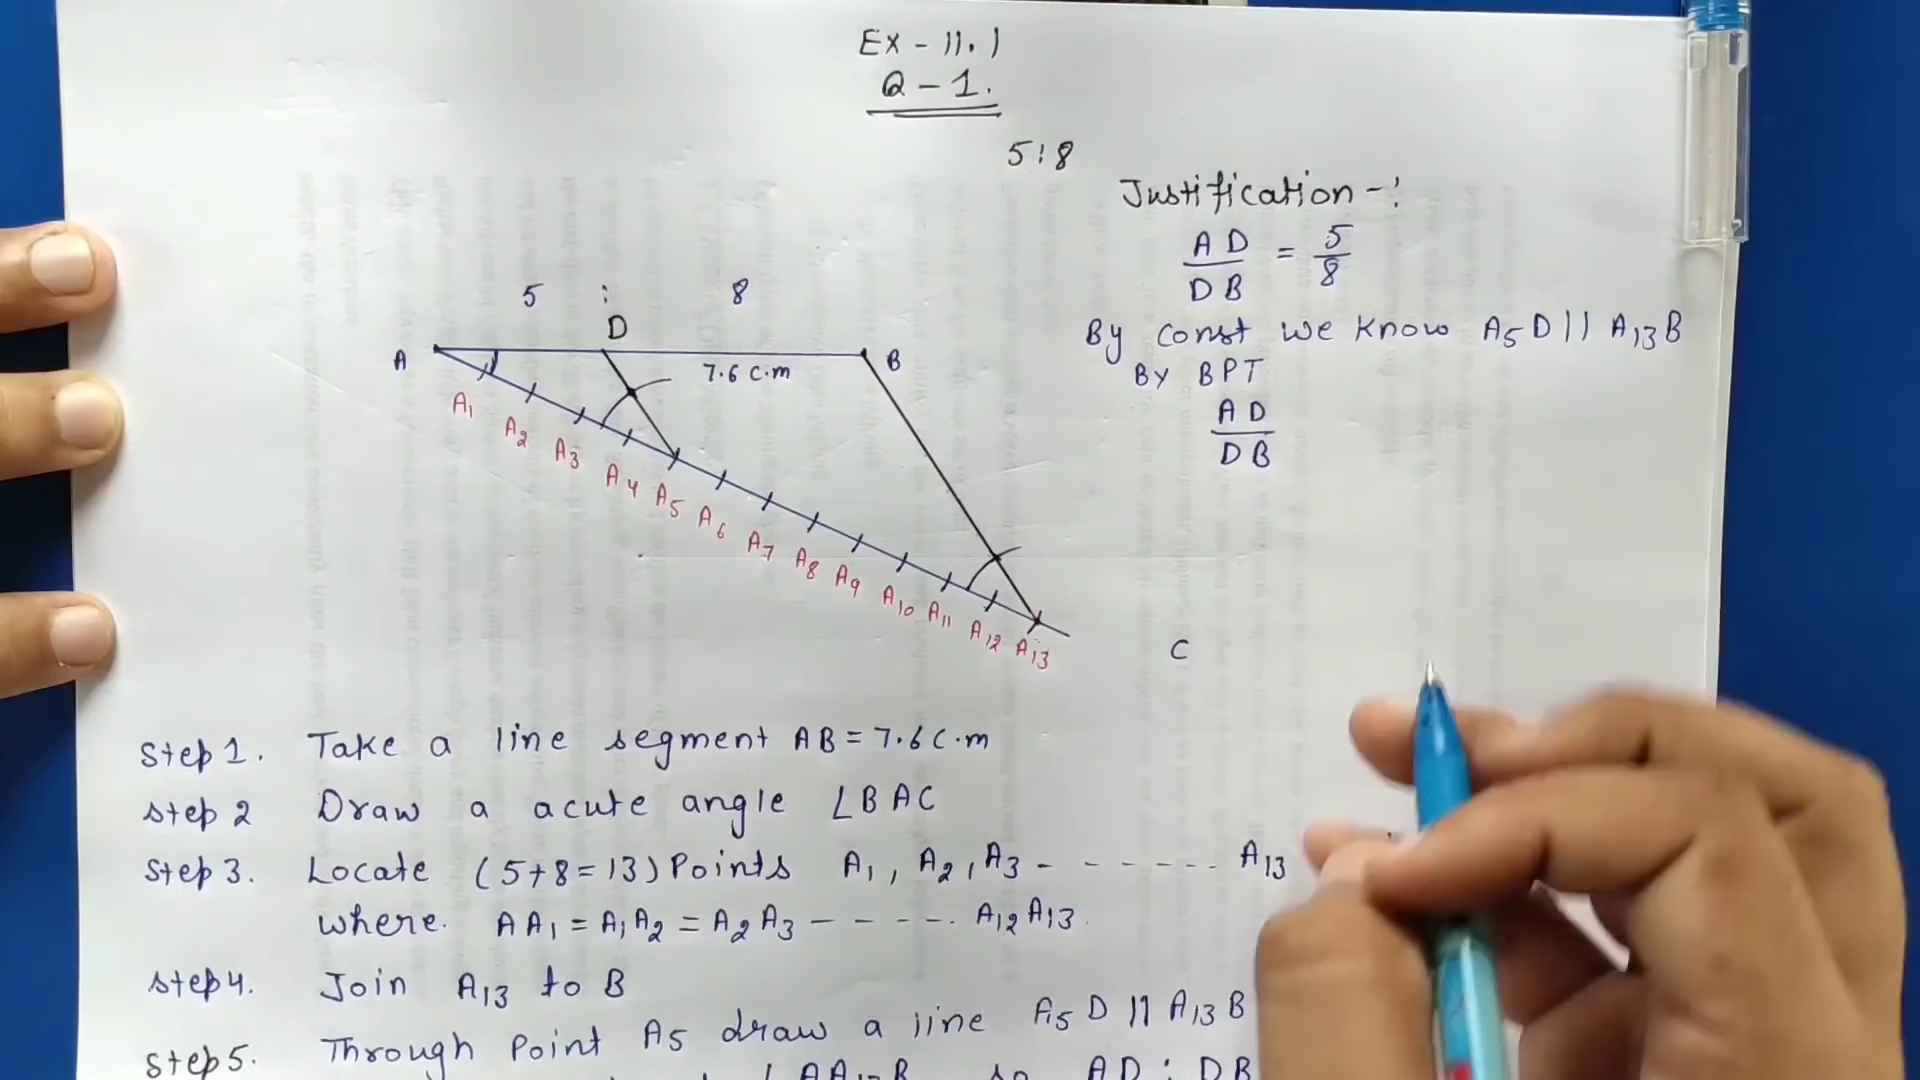 Ex - 11.1
Q - 1.
5:8
Justification -:
AD
DB
=
5
8
By const we know A5D || A13B
By BPT
AD
DB
5 : 8
D
A
B
7.6 c.m
A1
A2
A3
A4
A5
A6
A7
A8
A9
A10
A11
A12
A13
C
Step 1. Take a line segment AB = 7.6 c.m
Step 2 Draw a acute angle ∠BAC
Step 3. Locate (5+8=13) Points A1, A2, A3 - - - - - - A13
where. AA1 = A1A2 = A2A3 - - - - - A12A13.
Step 4. Join A13 to B
Step 5. Through Point A5 draw a line A5D || A13B
AD : DB